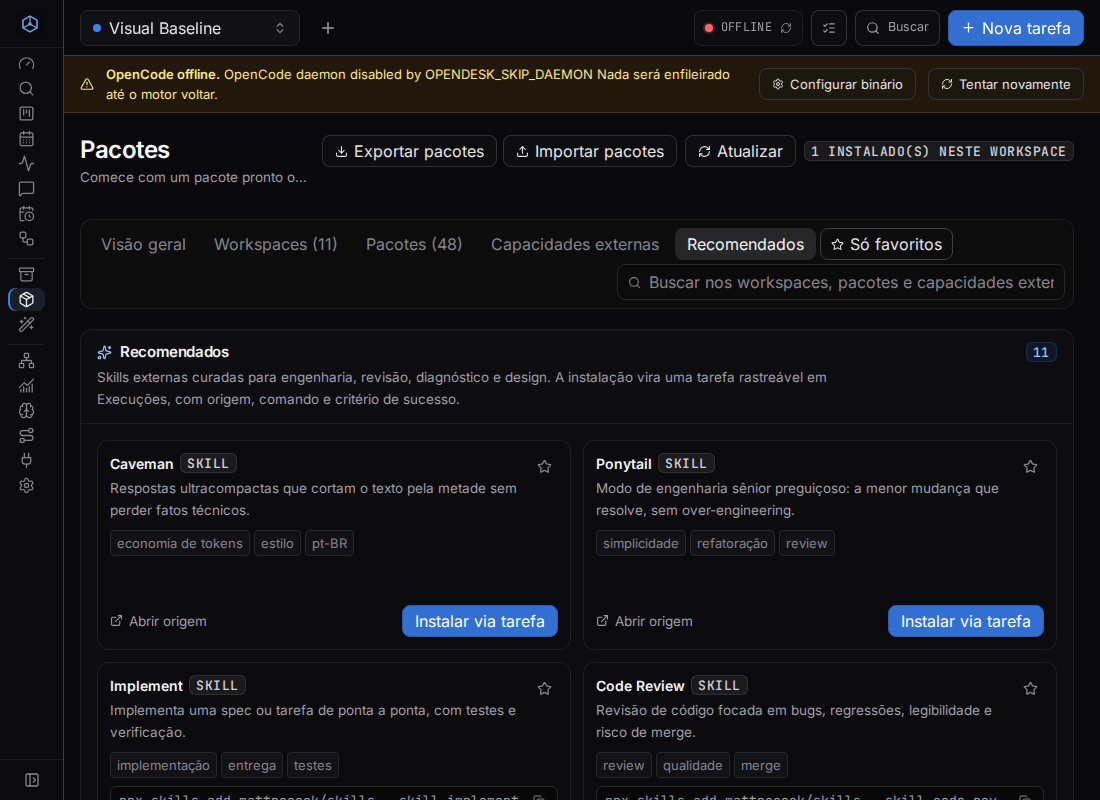 Visual Baseline
OFFLINE
Buscar
Nova tarefa
OpenCode offline. OpenCode daemon disabled by OPENDESK_SKIP_DAEMON Nada será enfileirado
até o motor voltar.
Configurar binário
Tentar novamente
Pacotes
Comece com um pacote pronto o...
Exportar pacotes
Importar pacotes
Atualizar
1 INSTALADO(S) NESTE WORKSPACE
Visão geral
Workspaces (11)
Pacotes (48)
Capacidades externas
Recomendados
Só favoritos
Buscar nos workspaces, pacotes e capacidades exter
Recomendados
11
Skills externas curadas para engenharia, revisão, diagnóstico e design. A instalação vira uma tarefa rastreável em
Execuções, com origem, comando e critério de sucesso.
Caveman SKILL
Respostas ultracompactas que cortam o texto pela metade sem
perder fatos técnicos.
economia de tokens
estilo
pt-BR
Abrir origem
Instalar via tarefa
Ponytail SKILL
Modo de engenharia sênior preguiçoso: a menor mudança que
resolve, sem over-engineering.
simplicidade
refatoração
review
Abrir origem
Instalar via tarefa
Implement SKILL
Implementa uma spec ou tarefa de ponta a ponta, com testes e
verificação.
implementação
entrega
testes
Code Review SKILL
Revisão de código focada em bugs, regressões, legibilidade e
risco de merge.
review
qualidade
merge